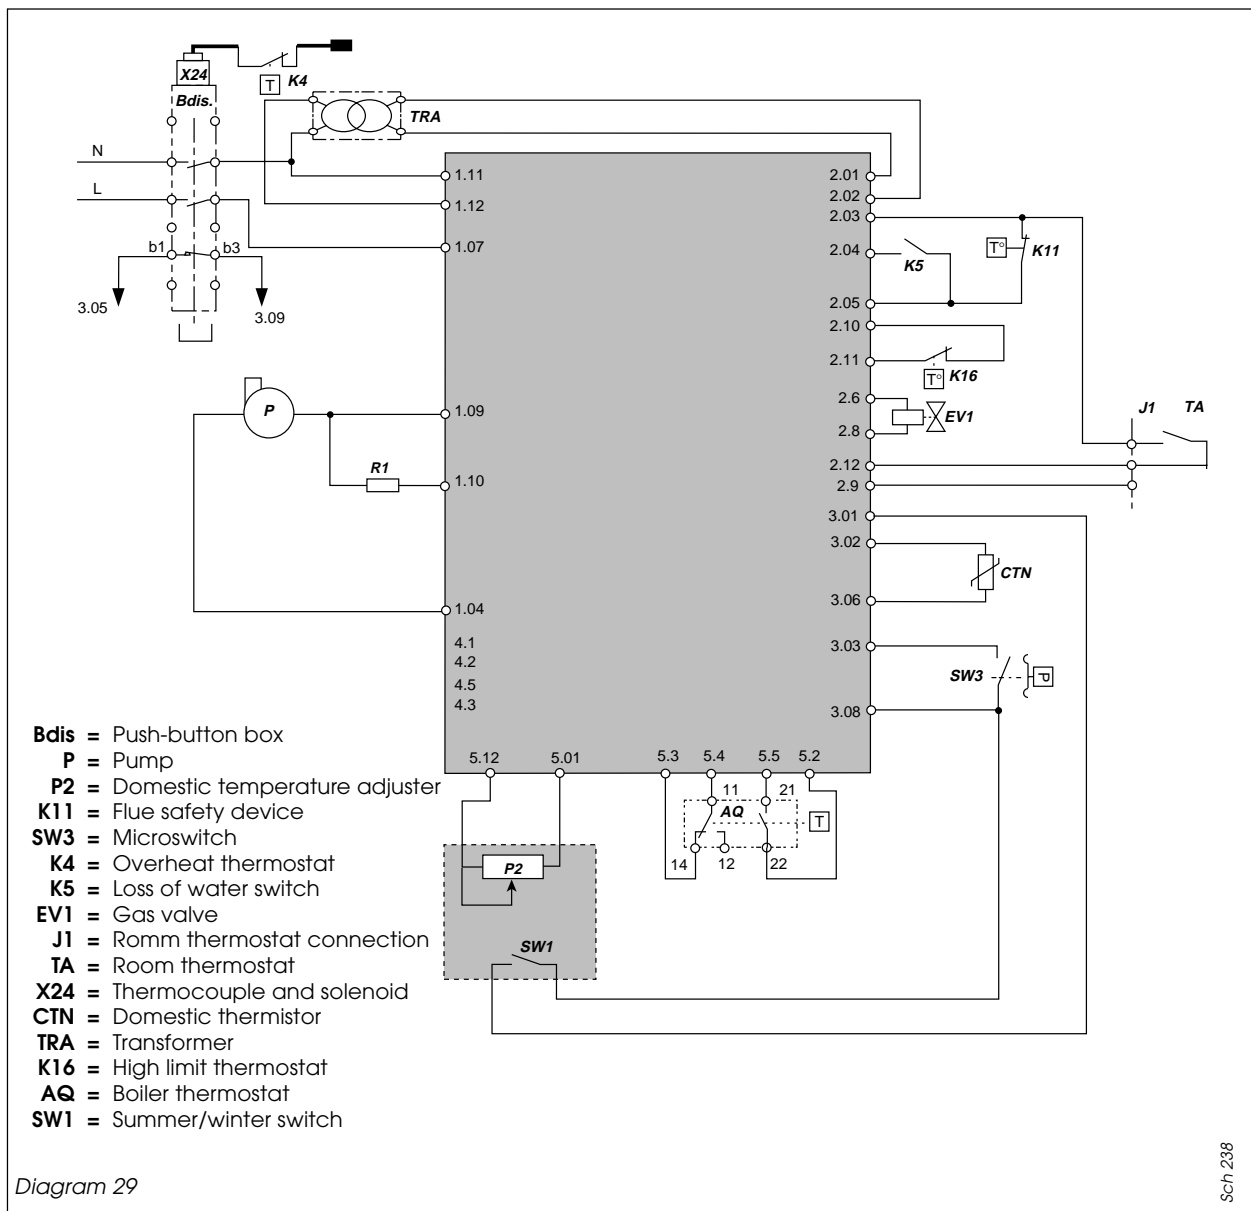 X24
T K4
Bdis.
TRA
N
L
b1 b3
3.05
3.09
1.11
1.12
1.07
1.09
1.10
1.04
4.1
4.2
4.5
4.3
P
R1
2.01
2.02
2.03
2.04
2.05
2.10
2.11
2.6
2.8
2.12
2.9
3.01
3.02
3.06
3.03
3.08
K5
T° K11
T° K16
EV1
J1 TA
CTN
SW3 P
5.12 5.01 5.3 5.4 5.5 5.2
11 21
AQ T
14 12 22
P2
SW1
Bdis = Push-button box
P = Pump
P2 = Domestic temperature adjuster
K11 = Flue safety device
SW3 = Microswitch
K4 = Overheat thermostat
K5 = Loss of water switch
EV1 = Gas valve
J1 = Romm thermostat connection
TA = Room thermostat
X24 = Thermocouple and solenoid
CTN = Domestic thermistor
TRA = Transformer
K16 = High limit thermostat
AQ = Boiler thermostat
SW1 = Summer/winter switch
Diagram 29
Sch 238